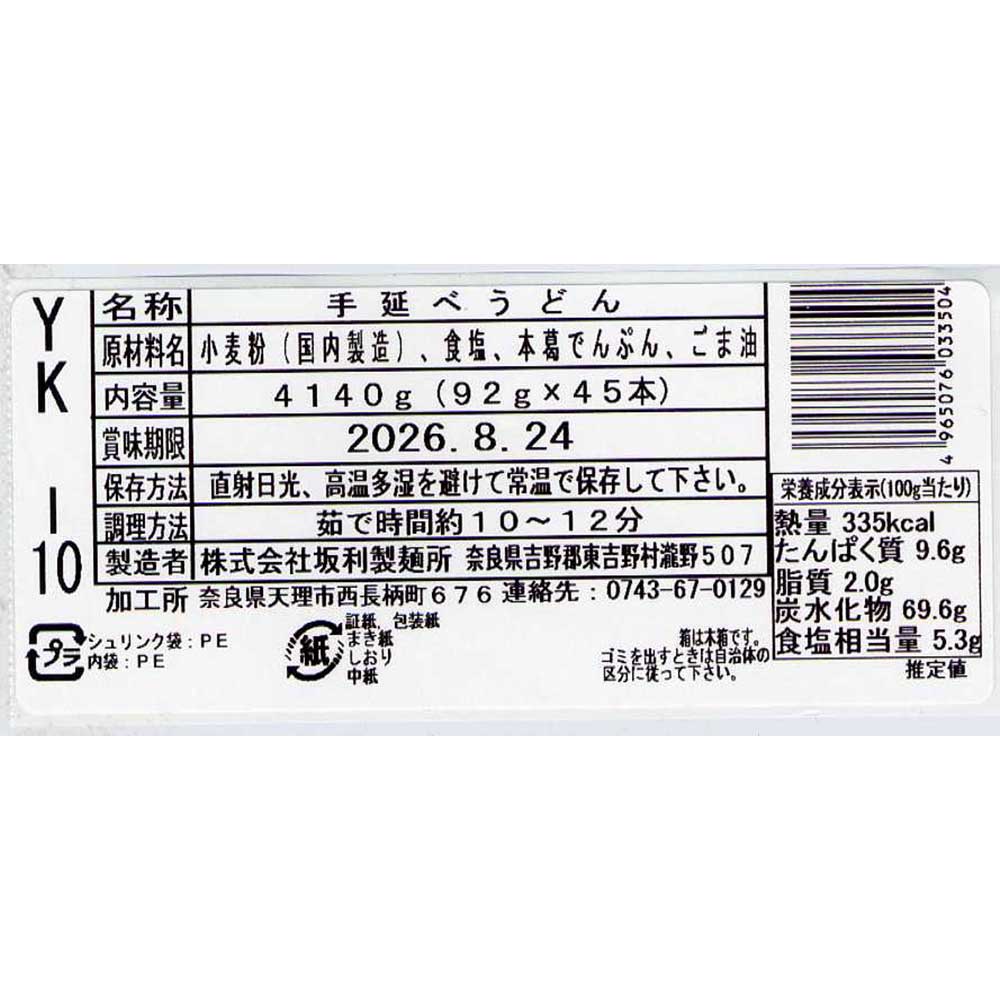 YK-10
名称 手延べうどん
原材料名 小麦粉(国内製造)、食塩、本葛でんぷん、ごま油
内容量 4140g(92g×45本)
賞味期限 2026.8.24
保存方法 直射日光、高温多湿を避けて常温で保存して下さい。
調理方法 茹で時間約10〜12分
製造者 株式会社坂利製麺所 奈良県吉野郡東吉野村瀧野507
加工所 奈良県天理市西長柄町676 連絡先:0743-67-0129
4965076033504
栄養成分表示(100g当たり)
熱量 335kcal
たんぱく質 9.6g
脂質 2.0g
炭水化物 69.6g
食塩相当量 5.3g
推定値
プラ
シュリンク袋:PE
内袋:PE
紙
証紙、包装紙
まき紙
しおり
中紙
箱は木箱です。
ゴミを出すときは自治体の
区分に従って下さい。